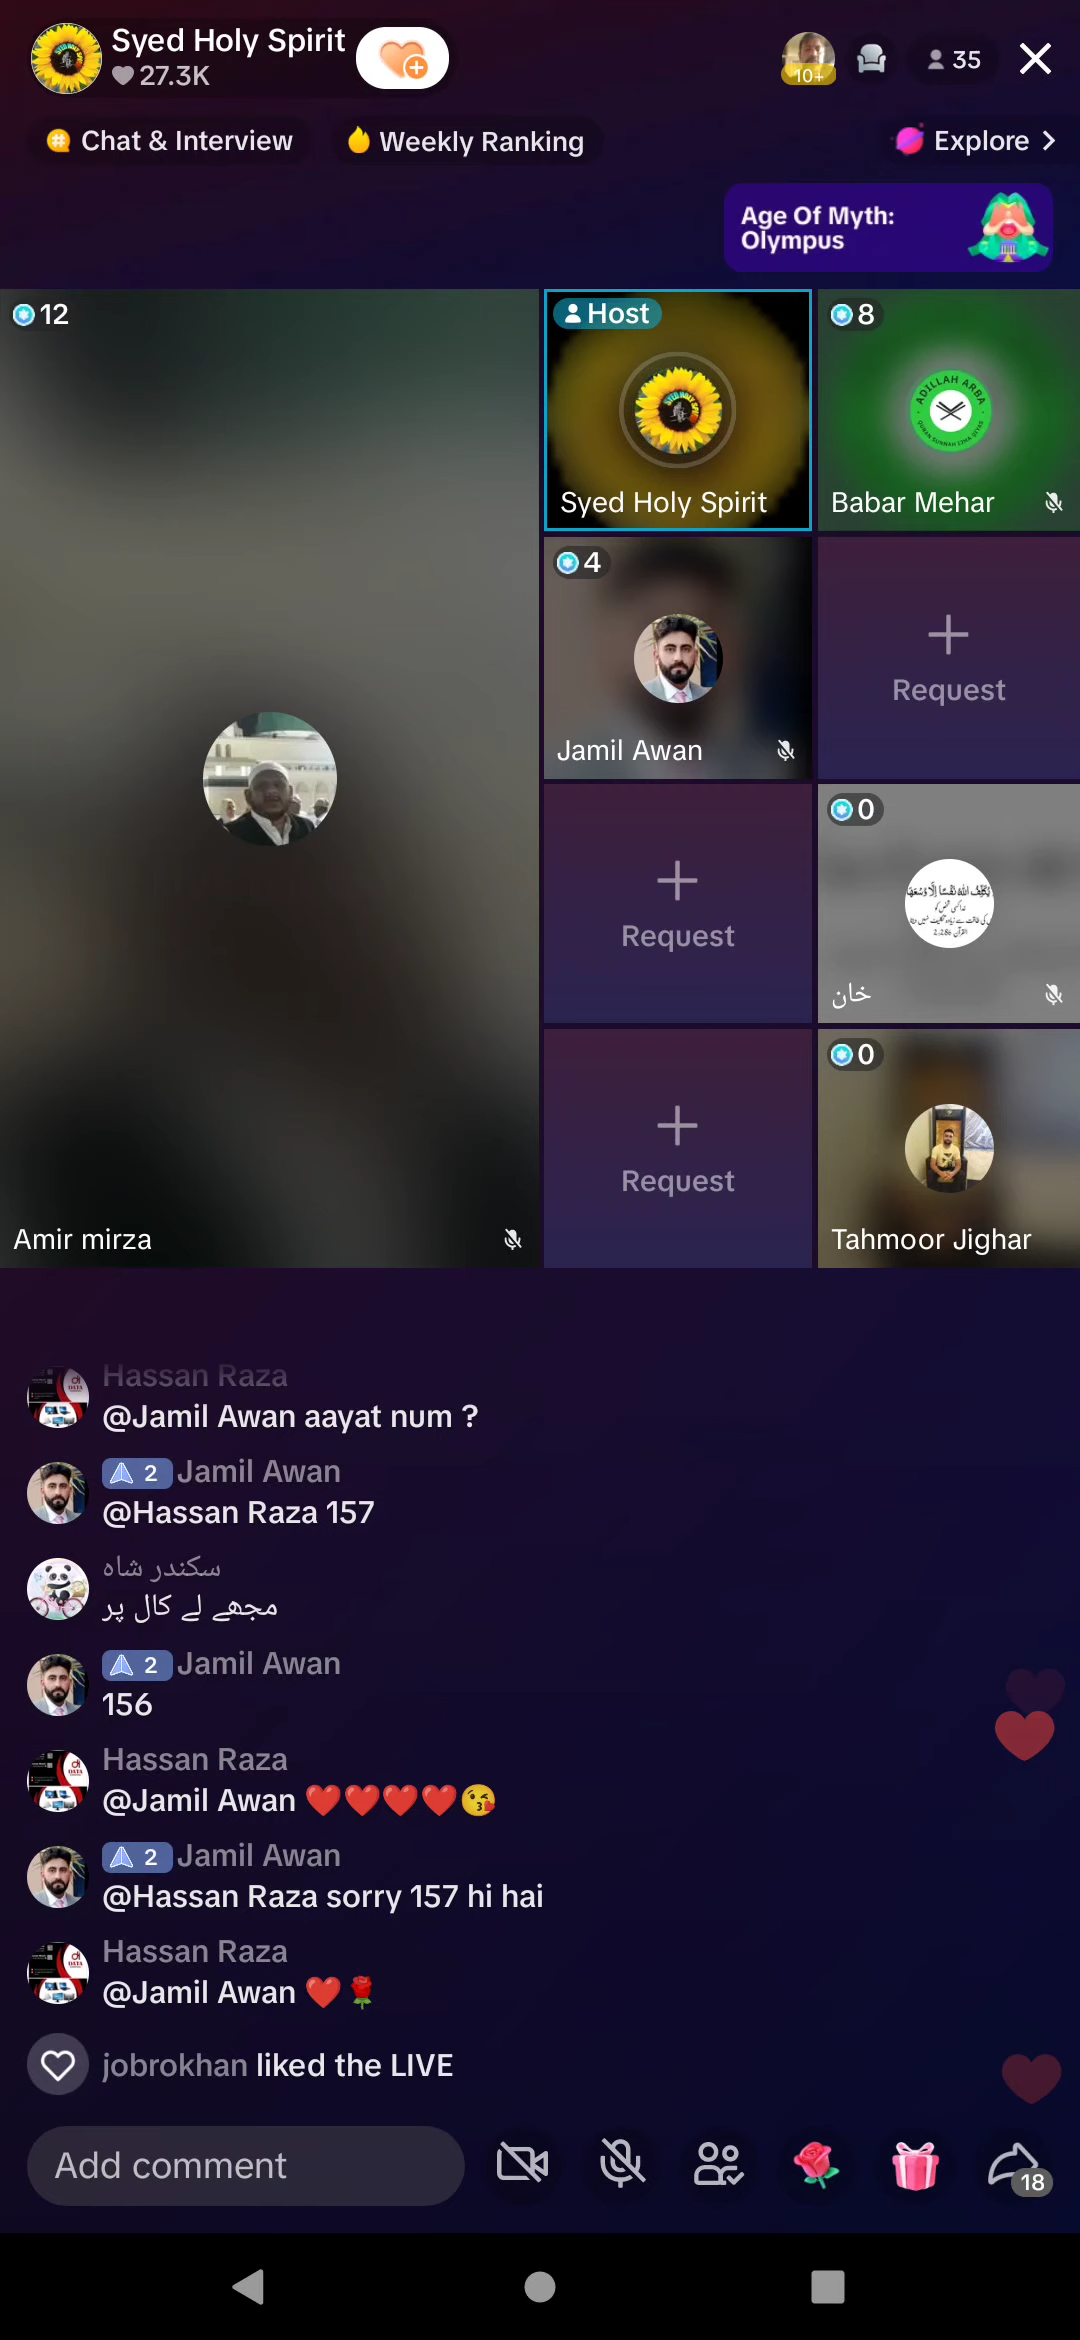 Syed Holy Spirit
27.3K
10+
35
Chat & Interview
Weekly Ranking
Explore
Age Of Myth:
Olympus
12
Host
8
ADILLAH ARBA
Syed Holy Spirit
Babar Mehar
4
Jamil Awan
Request
Request
0
خان
Request
0
Amir mirza
Tahmoor Jighar
Hassan Raza
@Jamil Awan aayat num ?
2 Jamil Awan
@Hassan Raza 157
سکندر شاہ
مجھے لے کال پر
2 Jamil Awan
156
Hassan Raza
@Jamil Awan ❤️❤️❤️❤️😘
2 Jamil Awan
@Hassan Raza sorry 157 hi hai
Hassan Raza
@Jamil Awan ❤️🌹
jobrokhan liked the LIVE
Add comment
18